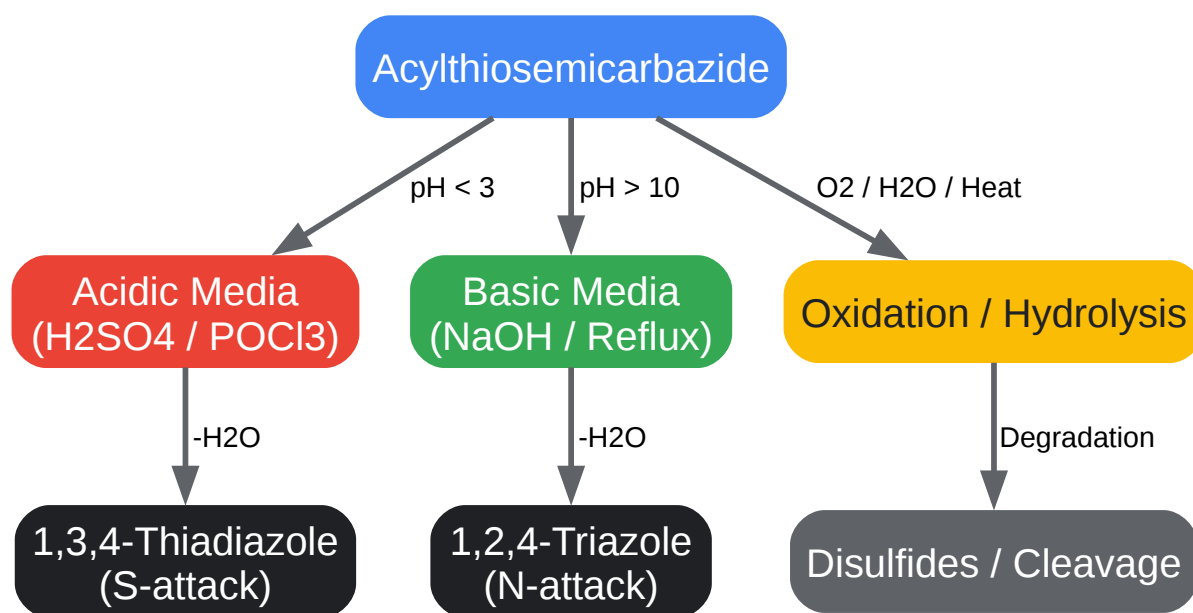 Acylthiosemicarbazide
pH < 3
pH > 10
O2 / H2O / Heat
Acidic Media
(H2SO4 / POCl3)
Basic Media
(NaOH / Reflux)
Oxidation / Hydrolysis
-H2O
-H2O
Degradation
1,3,4-Thiadiazole
(S-attack)
1,2,4-Triazole
(N-attack)
Disulfides / Cleavage